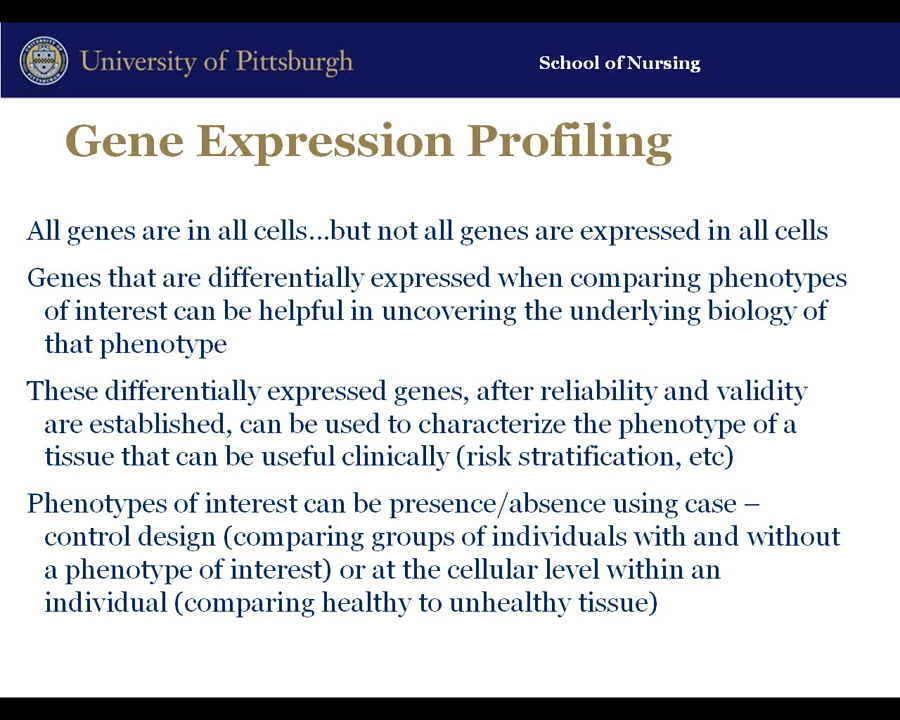 University of Pittsburgh
School of Nursing
Gene Expression Profiling
All genes are in all cells...but not all genes are expressed in all cells
Genes that are differentially expressed when comparing phenotypes
of interest can be helpful in uncovering the underlying biology of
that phenotype
These differentially expressed genes, after reliability and validity
are established, can be used to characterize the phenotype of a
tissue that can be useful clinically (risk stratification, etc)
Phenotypes of interest can be presence/absence using case –
control design (comparing groups of individuals with and without
a phenotype of interest) or at the cellular level within an
individual (comparing healthy to unhealthy tissue)